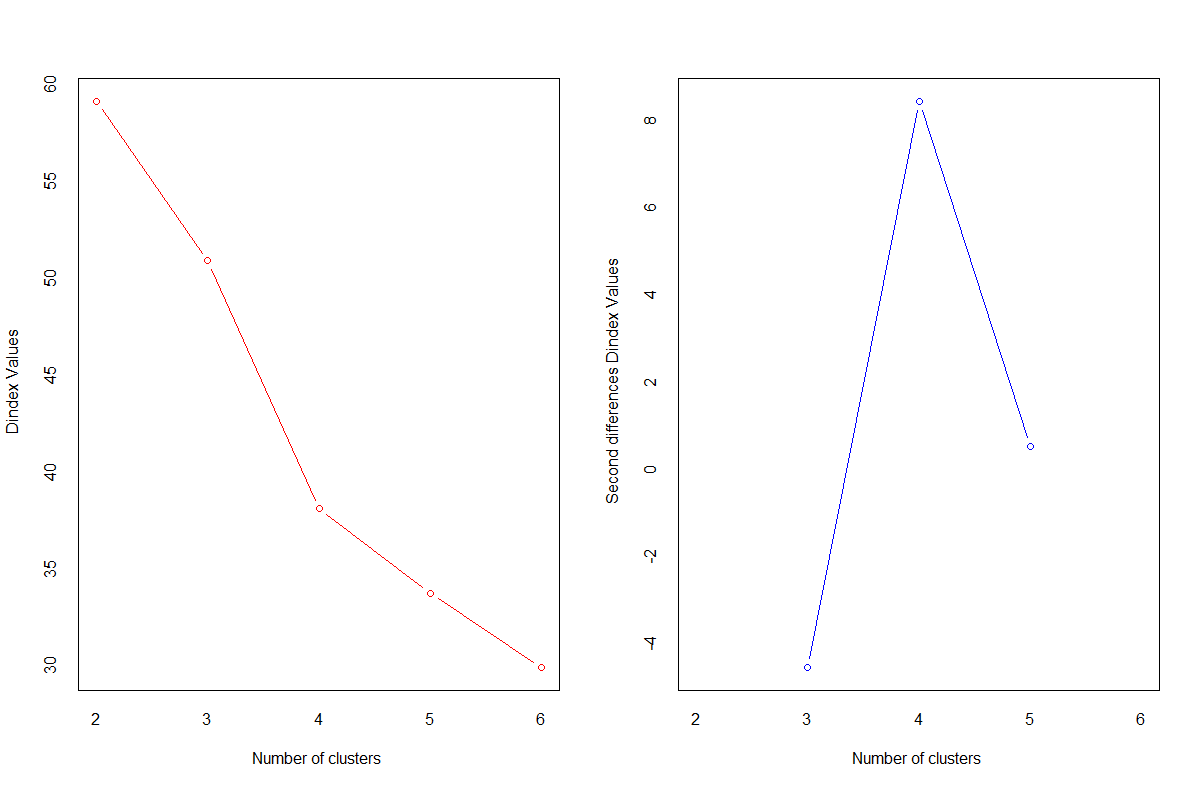 Dindex Values
60
55
50
45
40
35
30
2 3 4 5 6
Number of clusters
Second differences Dindex Values
8
6
4
2
0
-2
-4
2 3 4 5 6
Number of clusters